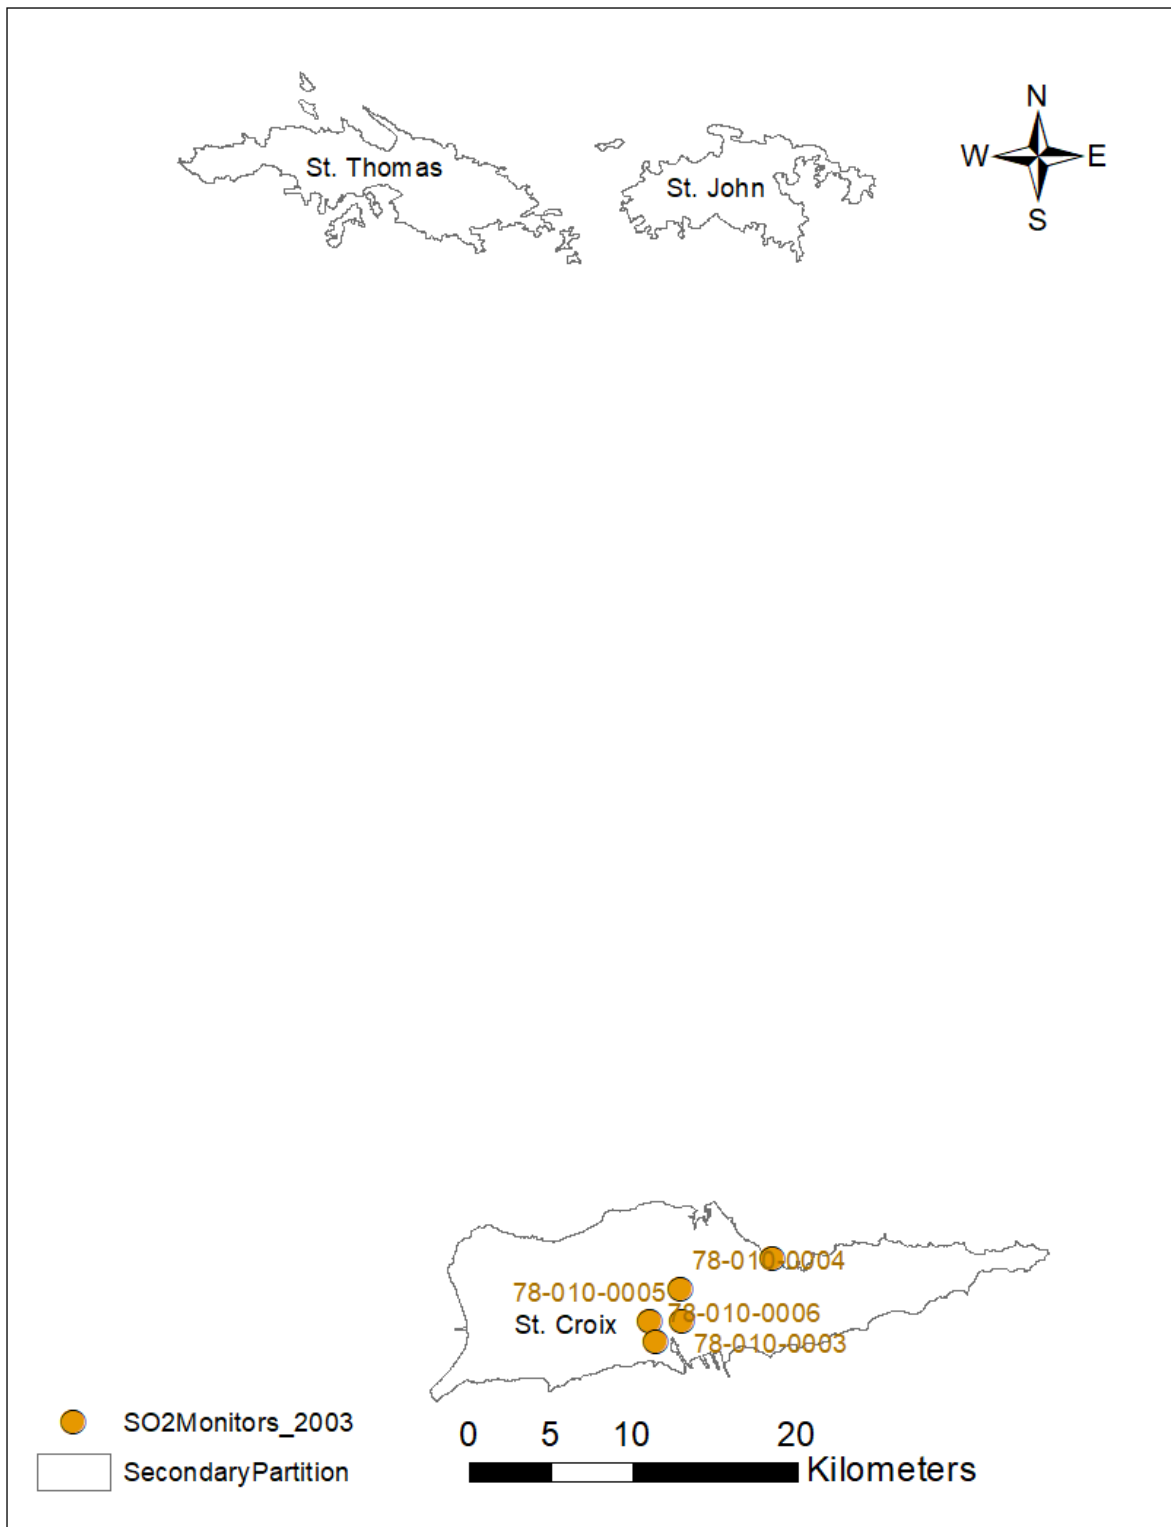 N
W E
S
St. Thomas
St. John
78-010-0004
78-010-0005
78-010-0006
St. Croix
78-010-0003
SO2Monitors_2003
SecondaryPartition
0 5 10 20
Kilometers